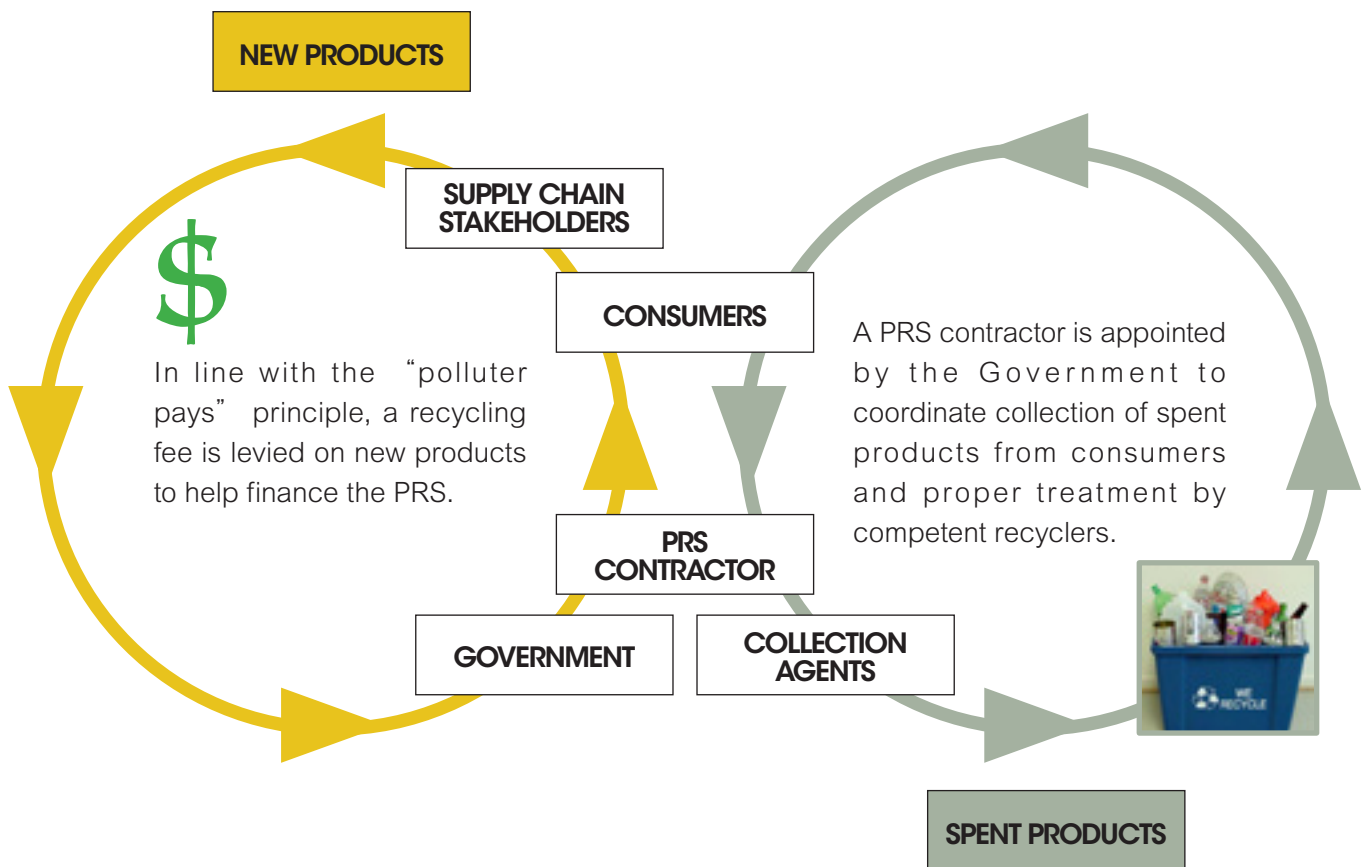 NEW PRODUCTS
SUPPLY CHAIN
STAKEHOLDERS
$
CONSUMERS
In line with the “polluter
pays” principle, a recycling
fee is levied on new products
to help finance the PRS.
A PRS contractor is appointed
by the Government to
coordinate collection of spent
products from consumers
and proper treatment by
competent recyclers.
PRS
CONTRACTOR
GOVERNMENT
COLLECTION
AGENTS
WE
RECYCLE
SPENT PRODUCTS